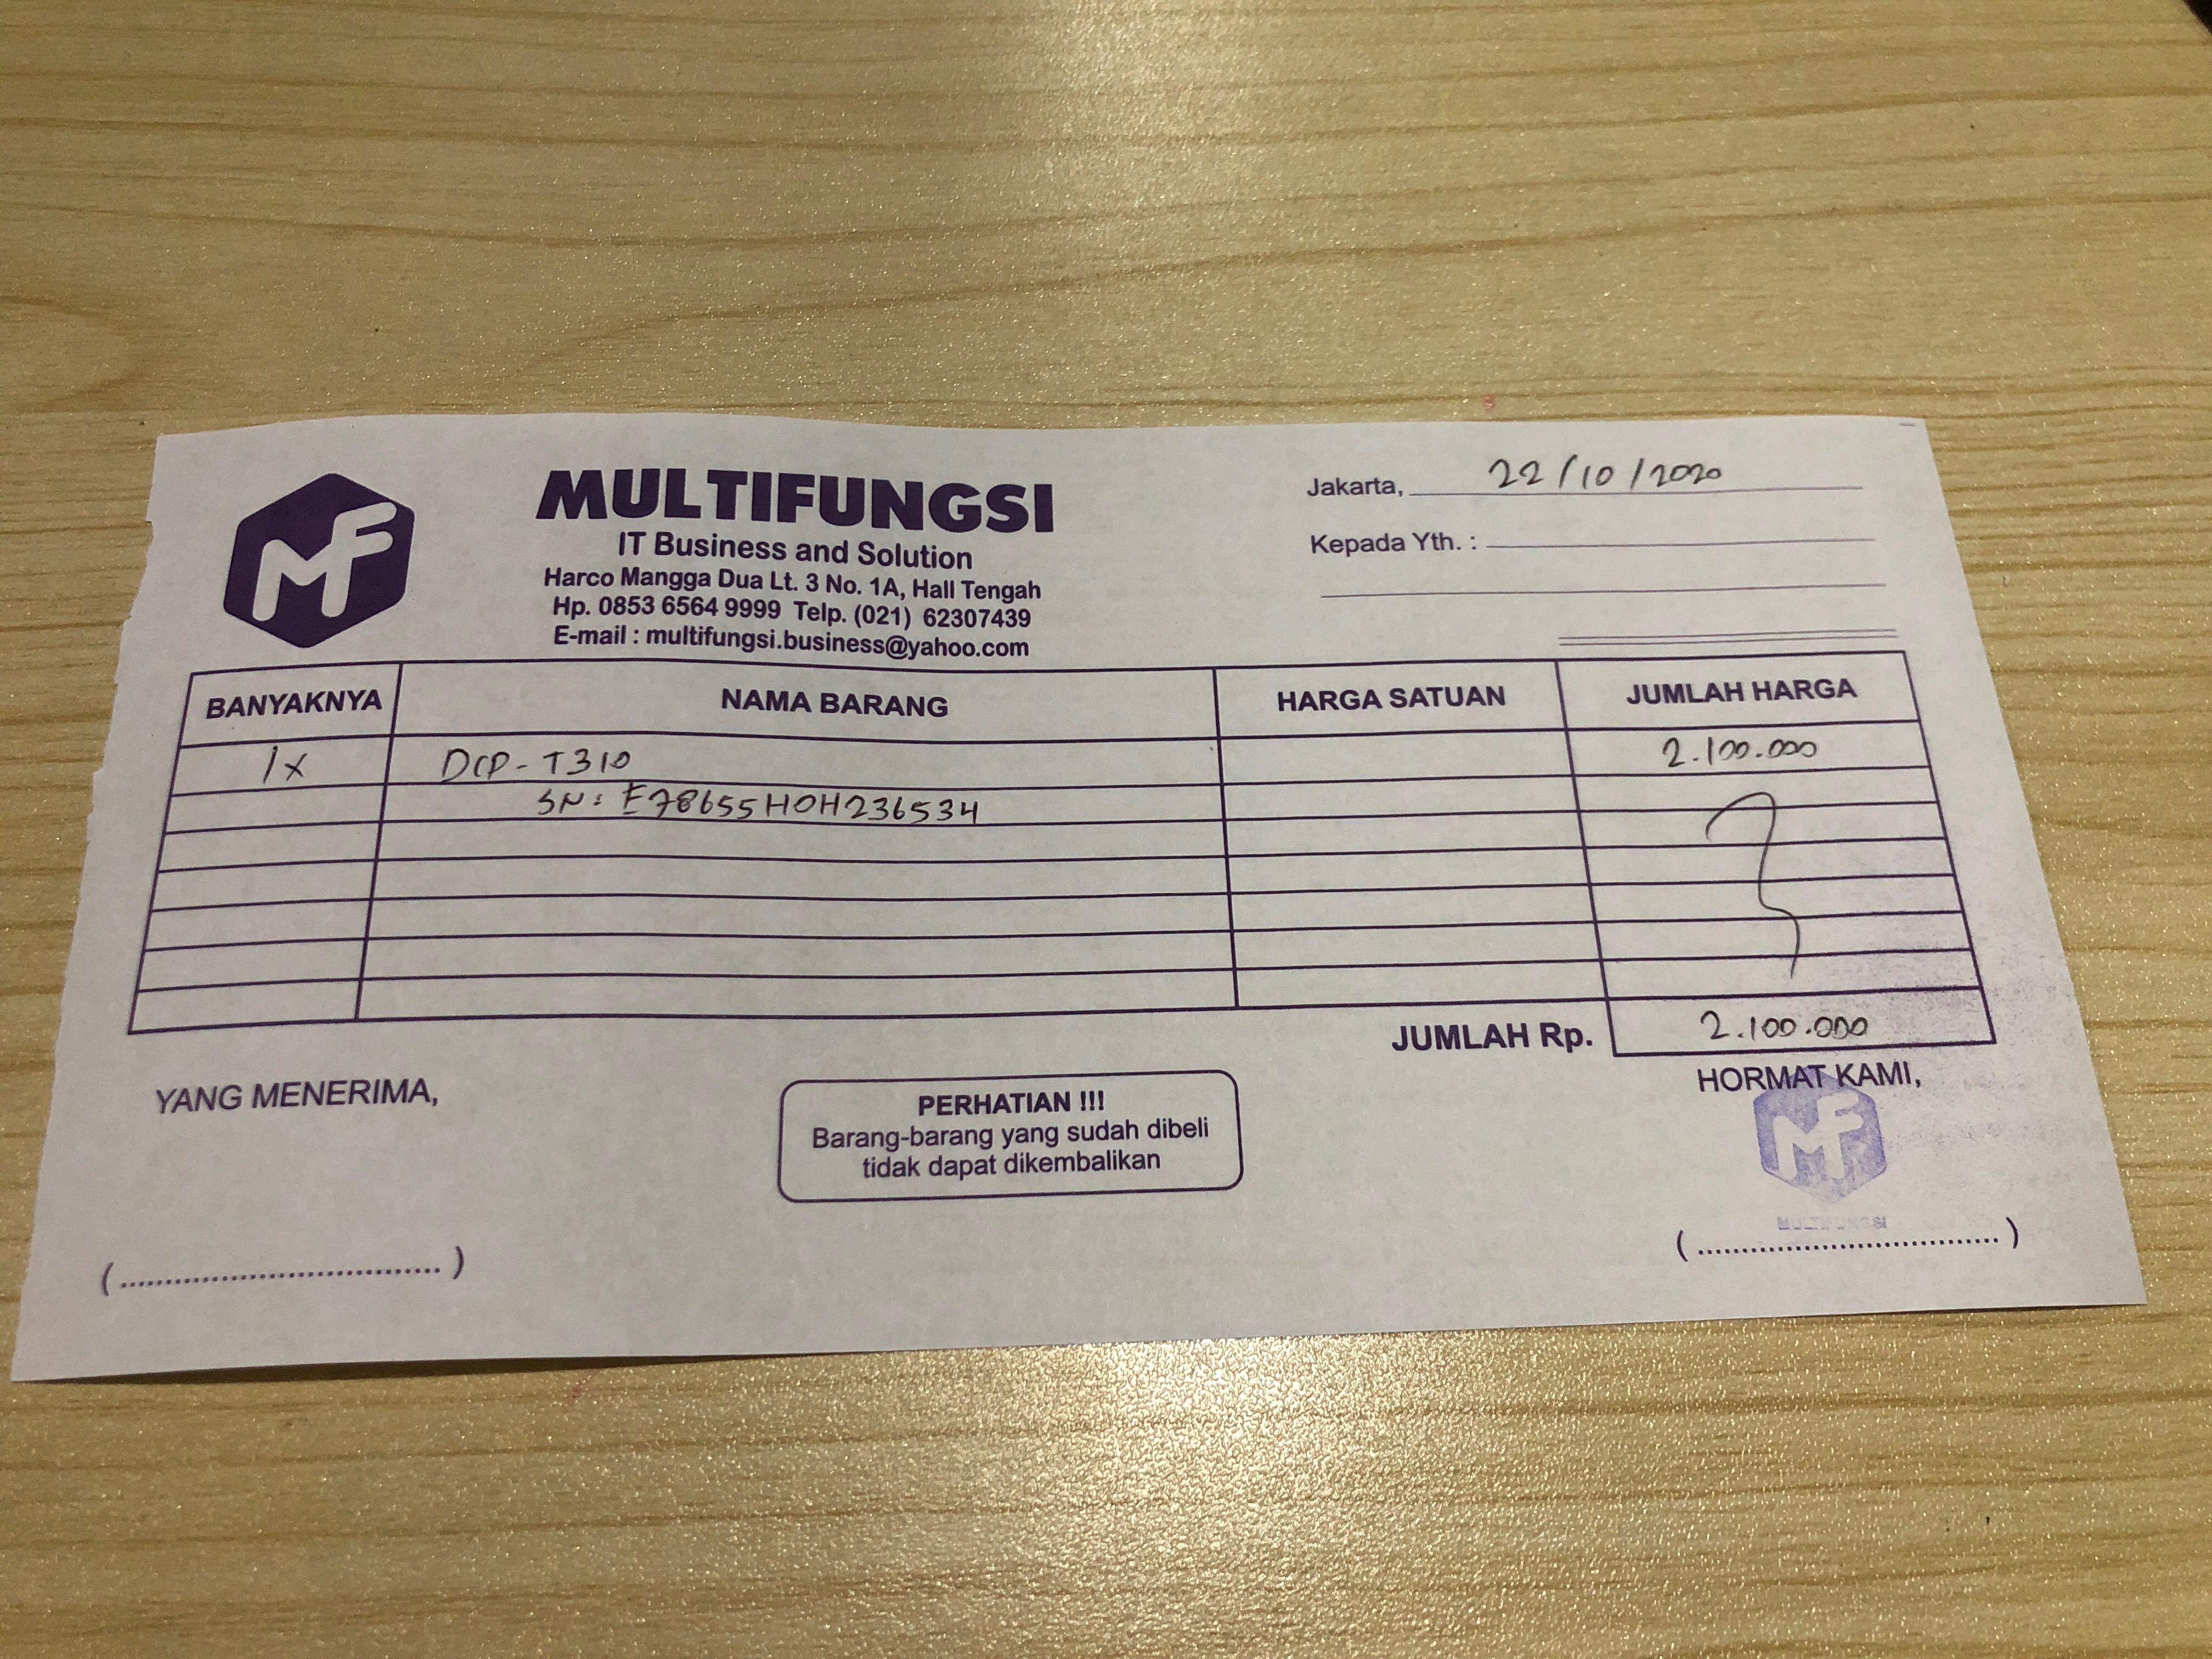 MF
MULTIFUNGSI
IT Business and Solution
Harco Mangga Dua Lt. 3 No. 1A, Hall Tengah
Hp. 0853 6564 9999 Telp. (021) 62307439
E-mail : multifungsi.business@yahoo.com
Jakarta, 22/10/2020
Kepada Yth. :
BANYAKNYA NAMA BARANG HARGA SATUAN JUMLAH HARGA
1x DCP-T310 2.100.000
SN: E78655H0H236534
JUMLAH Rp. 2.100.000
YANG MENERIMA,
PERHATIAN !!!
Barang-barang yang sudah dibeli
tidak dapat dikembalikan
HORMAT KAMI,
MF
MULTIFUNGSI
(....................................)
(....................................)